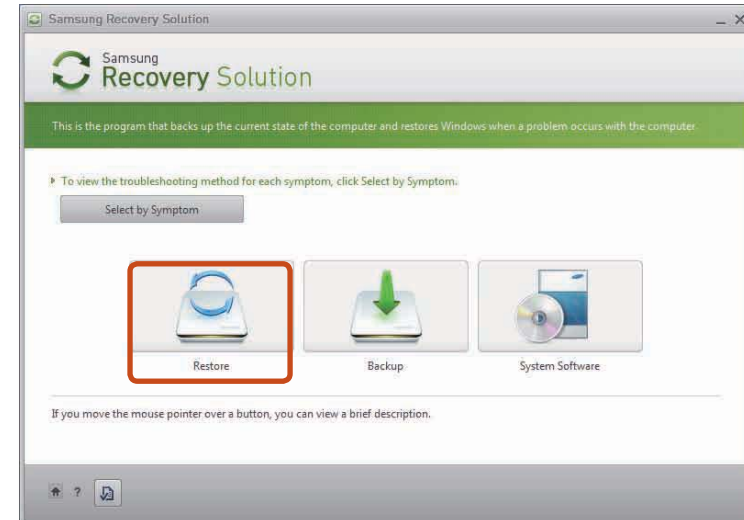 Samsung Recovery Solution
Samsung
Recovery Solution
This is the program that backs up the current state of the computer and restores Windows when a problem occurs with the computer.
To view the troubleshooting method for each symptom, click Select by Symptom.
Select by Symptom
Restore
Backup
System Software
If you move the mouse pointer over a button, you can view a brief description.
?